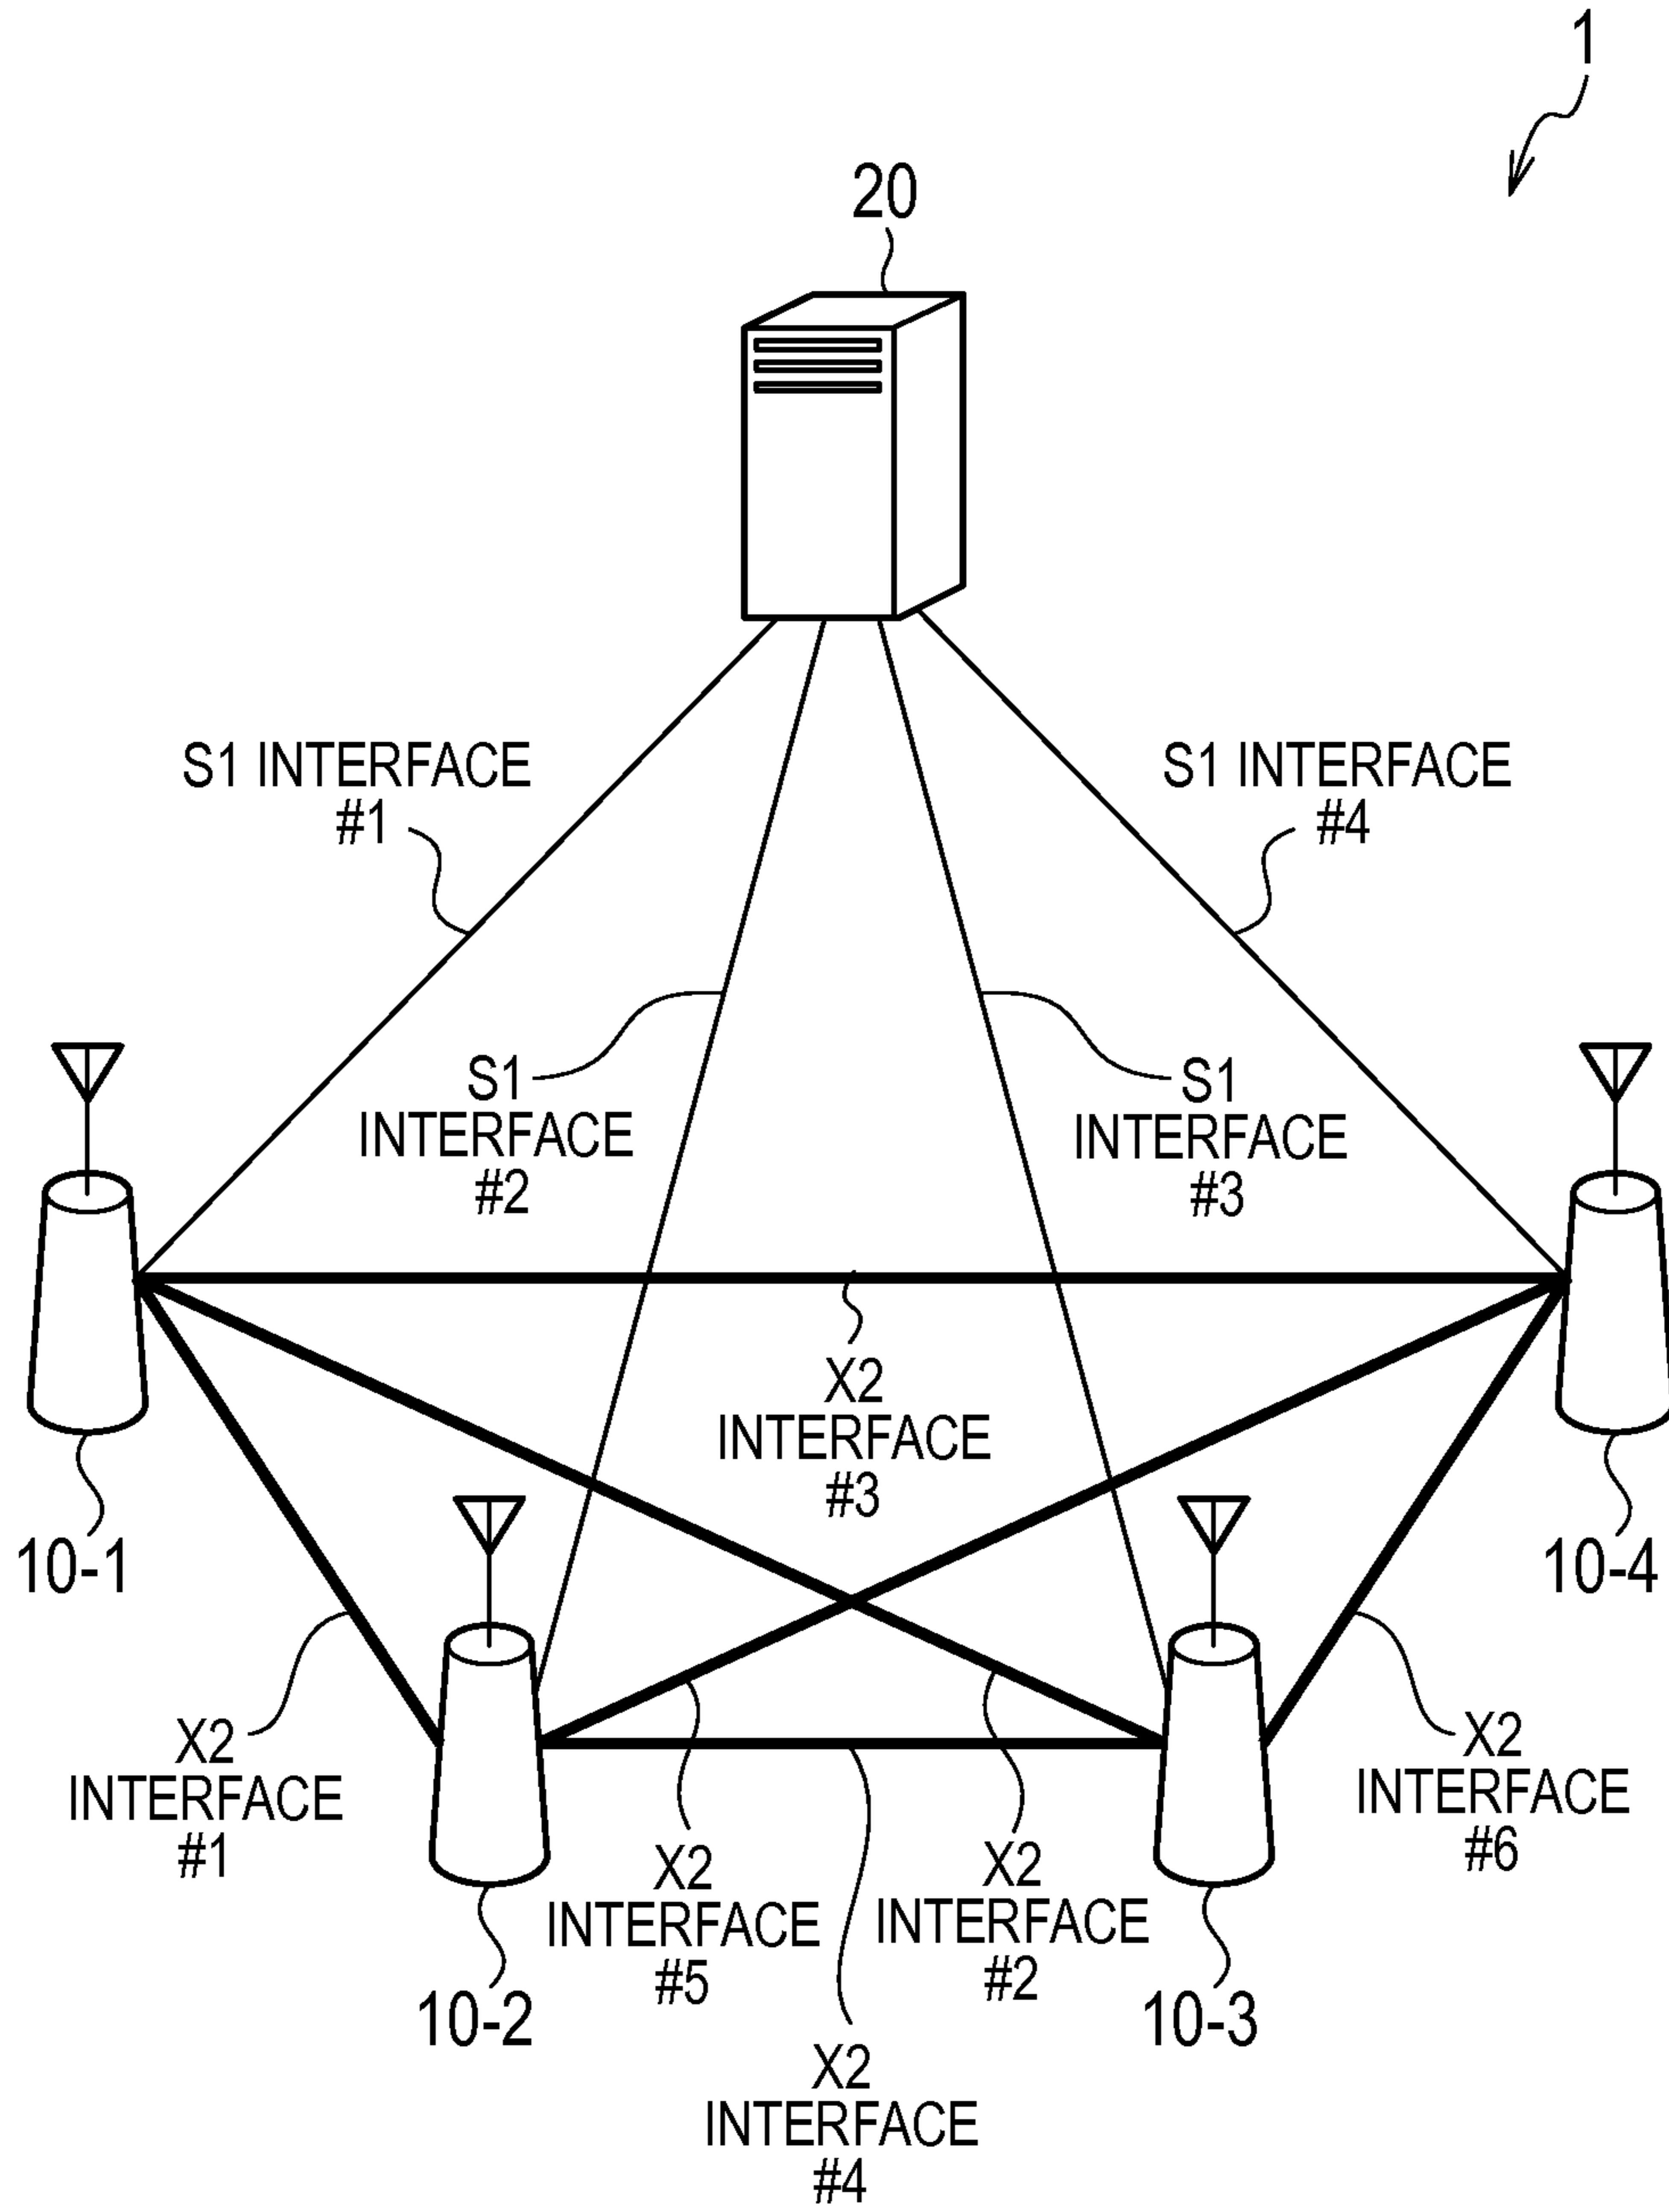 1
20
S1 INTERFACE
#1
S1 INTERFACE
#4
S1
INTERFACE
#2
S1
INTERFACE
#3
X2
INTERFACE
#3
10-1
10-4
X2
INTERFACE
#1
X2
INTERFACE
#6
X2
INTERFACE
#5
X2
INTERFACE
#2
10-2
10-3
X2
INTERFACE
#4